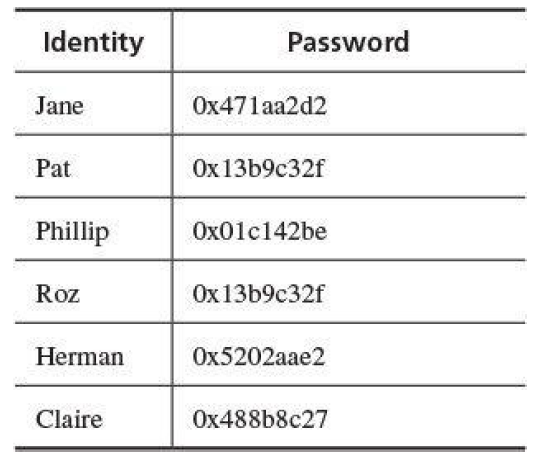 Identity Password
Jane 0x471aa2d2
Pat 0x13b9c32f
Phillip 0x01c142be
Roz 0x13b9c32f
Herman 0x5202aae2
Claire 0x488b8c27